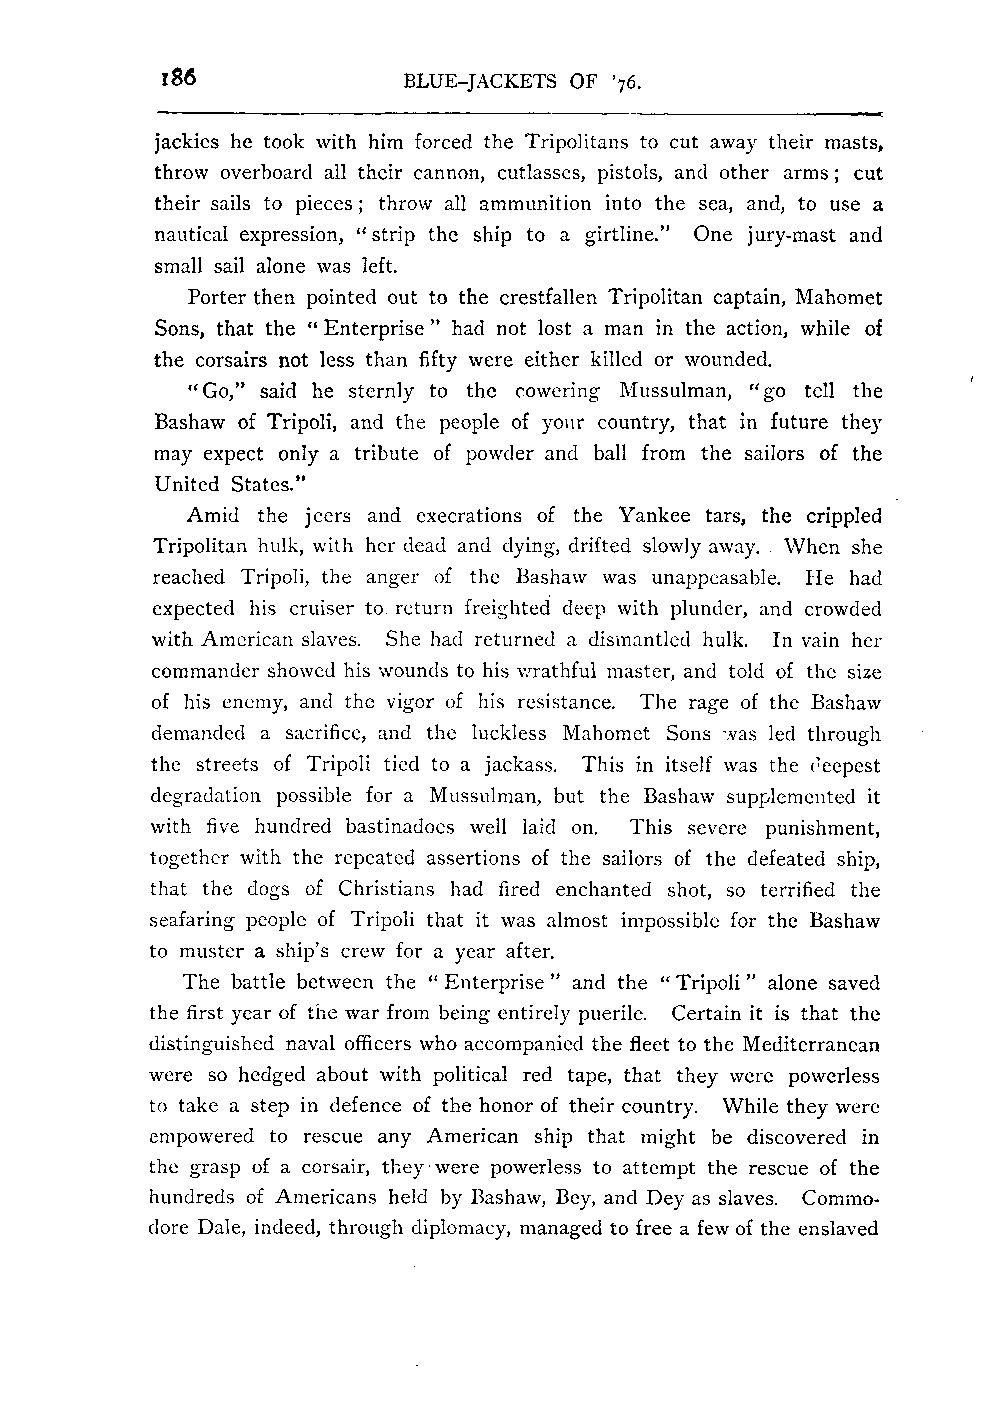 186 BLUE-JACKETS OF '76.
jackies he took with him forced the Tripolitans to cut away their masts,
throw overboard all their cannon, cutlasses, pistols, and other arms; cut
their sails to pieces; throw all ammunition into the sea, and, to use a
nautical expression, "strip the ship to a girtline." One jury-mast and
small sail alone was left.
Porter then pointed out to the crestfallen Tripolitan captain, Mahomet
Sons, that the "Enterprise" had not lost a man in the action, while of
the corsairs not less than fifty were either killed or wounded.
"Go," said he sternly to the cowering Mussulman, "go tell the
Bashaw of Tripoli, and the people of your country, that in future they
may expect only a tribute of powder and ball from the sailors of the
United States."
Amid the jeers and execrations of the Yankee tars, the crippled
Tripolitan hulk, with her dead and dying, drifted slowly away. When she
reached Tripoli, the anger of the Bashaw was unappeasable. He had
expected his cruiser to return freighted deep with plunder, and crowded
with American slaves. She had returned a dismantled hulk. In vain her
commander showed his wounds to his wrathful master, and told of the size
of his enemy, and the vigor of his resistance. The rage of the Bashaw
demanded a sacrifice, and the luckless Mahomet Sons was led through
the streets of Tripoli tied to a jackass. This in itself was the deepest
degradation possible for a Mussulman, but the Bashaw supplemented it
with five hundred bastinadoes well laid on. This severe punishment,
together with the repeated assertions of the sailors of the defeated ship,
that the dogs of Christians had fired enchanted shot, so terrified the
seafaring people of Tripoli that it was almost impossible for the Bashaw
to muster a ship's crew for a year after.
The battle between the "Enterprise" and the "Tripoli" alone saved
the first year of the war from being entirely puerile. Certain it is that the
distinguished naval officers who accompanied the fleet to the Mediterranean
were so hedged about with political red tape, that they were powerless
to take a step in defence of the honor of their country. While they were
empowered to rescue any American ship that might be discovered in
the grasp of a corsair, they were powerless to attempt the rescue of the
hundreds of Americans held by Bashaw, Bey, and Dey as slaves. Commo-
dore Dale, indeed, through diplomacy, managed to free a few of the enslaved